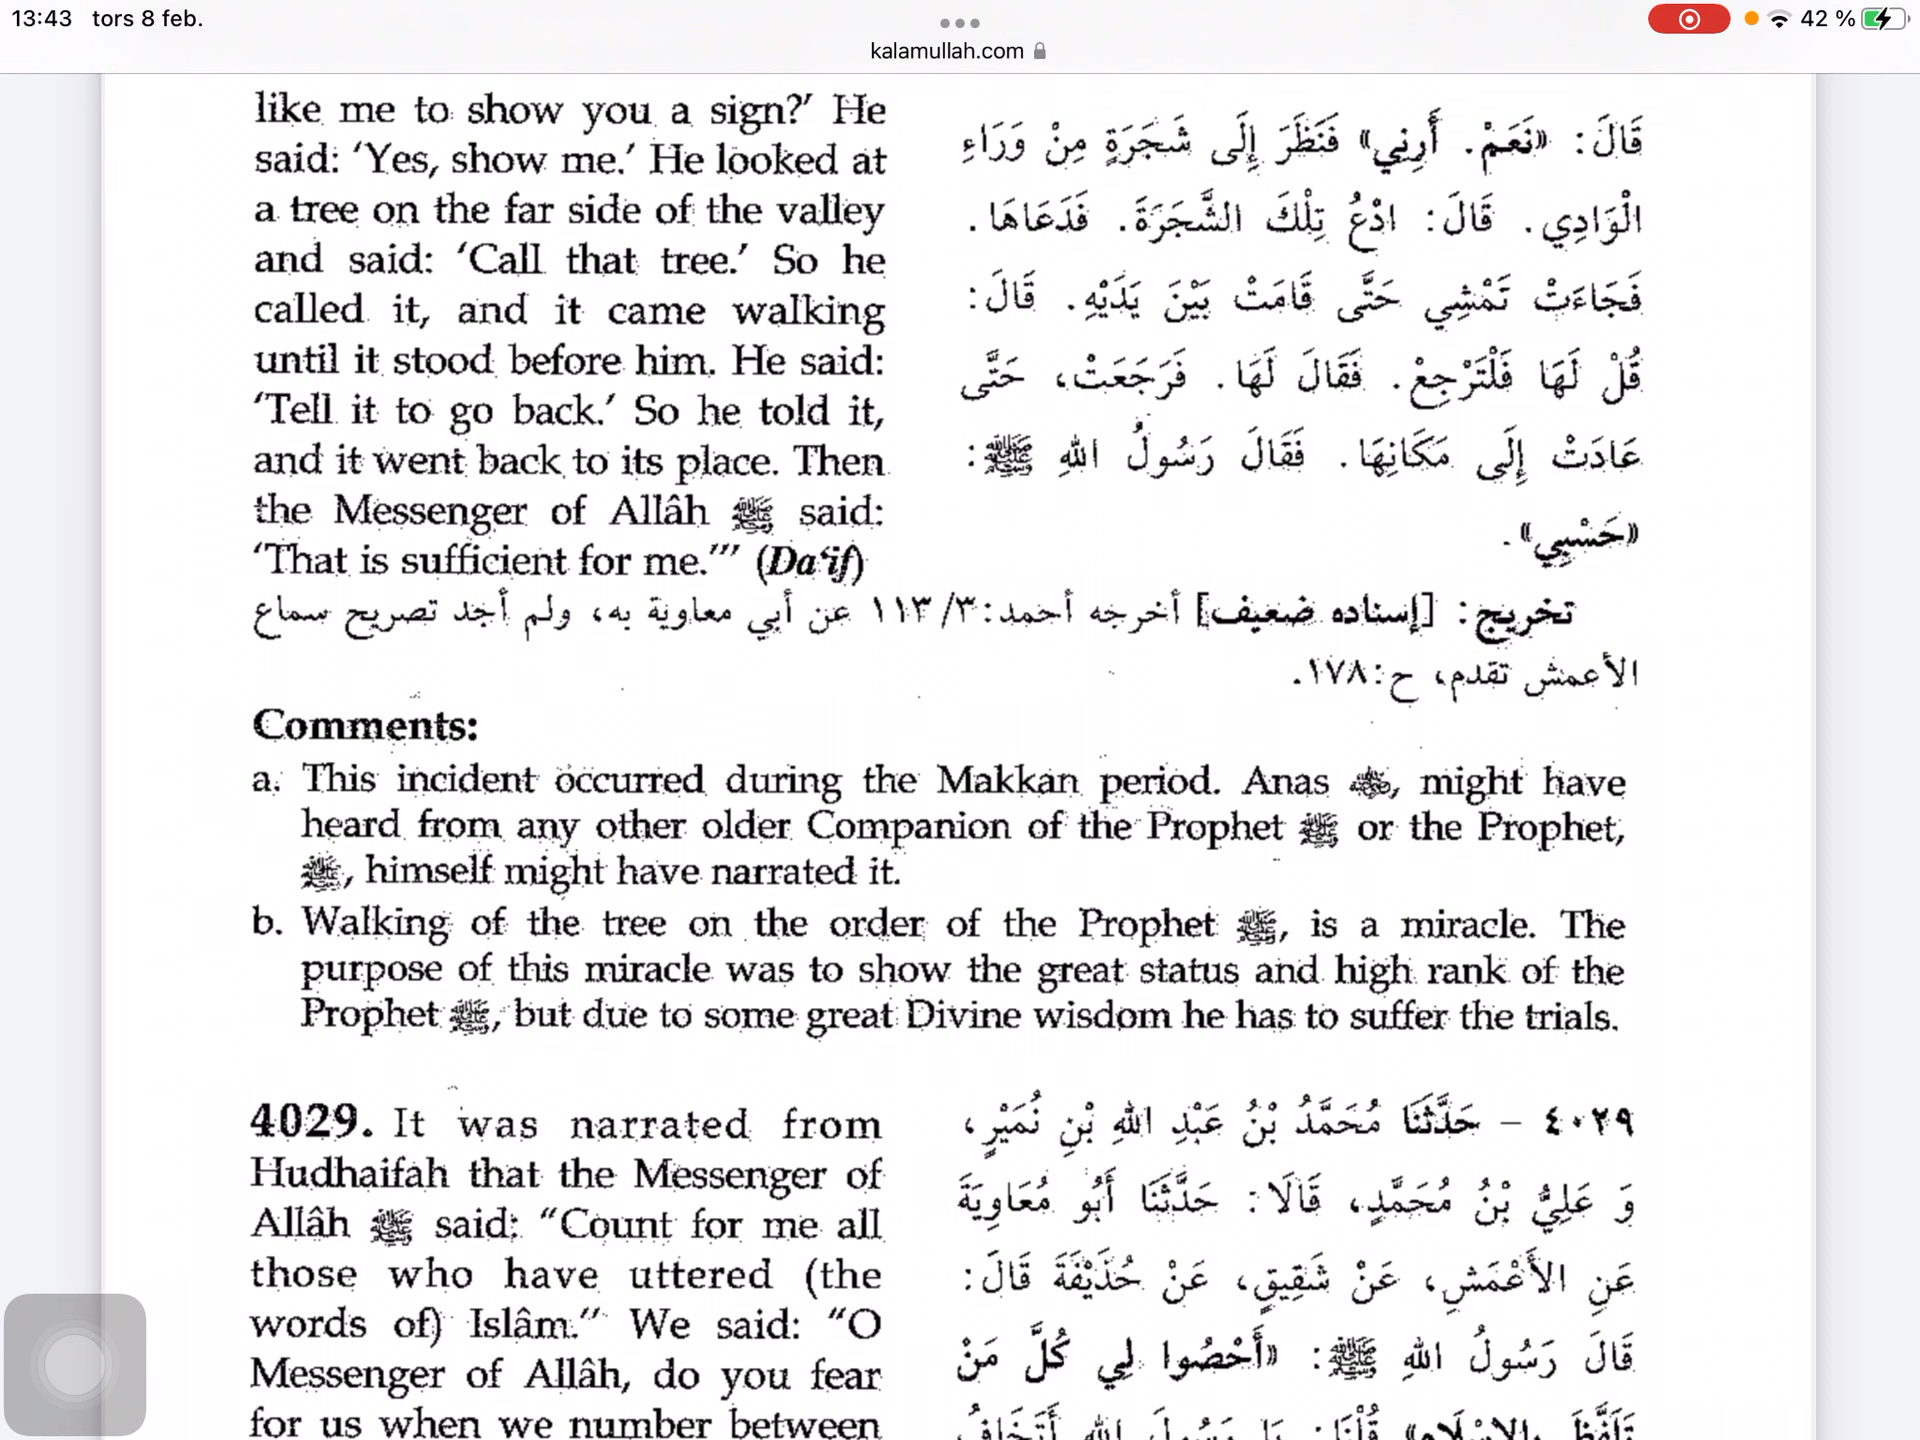 13:43 tors 8 feb.
42 %
kalamullah.com
like me to show you a sign?' He
said: 'Yes, show me.' He looked at
a tree on the far side of the valley
and said: 'Call that tree.' So he
called it, and it came walking
until it stood before him. He said:
'Tell it to go back.' So he told it,
and it went back to its place. Then
the Messenger of Allâh ﷺ said:
'That is sufficient for me."' (Da'if)
قَالَ: «نَعَمْ. أَرِنِي» فَنَظَرَ إِلَى شَجَرَةٍ مِنْ وَرَاءِ
الْوَادِي. قَالَ: ادْعُ تِلْكَ الشَّجَرَةَ. فَدَعَاهَا.
فَجَاءَتْ تَمْشِي حَتَّى قَامَتْ بَيْنَ يَدَيْهِ. قَالَ:
قُلْ لَهَا فَلْتَرْجِعْ. فَقَالَ لَهَا. فَرَجَعَتْ، حَتَّى
عَادَتْ إِلَى مَكَانِهَا. فَقَالَ رَسُولُ اللهِ ﷺ:
«حَسْبِي».
تخريج: [إسناده ضعيف] أخرجه أحمد:٣/ ١١٣ عن أبي معاوية به، ولم أجد تصريح سماع
الأعمش تقدم، ح:١٧٨.
Comments:
a. This incident occurred during the Makkan period. Anas ؓ, might have
heard from any other older Companion of the Prophet ﷺ or the Prophet,
ﷺ, himself might have narrated it.
b. Walking of the tree on the order of the Prophet ﷺ, is a miracle. The
purpose of this miracle was to show the great status and high rank of the
Prophet ﷺ, but due to some great Divine wisdom he has to suffer the trials.
4029. It was narrated from
Hudhaifah that the Messenger of
Allâh ﷺ said: "Count for me all
those who have uttered (the
words of) Islâm." We said: "O
Messenger of Allâh, do you fear
for us when we number between
٤٠٢٩ - حَدَّثَنَا مُحَمَّدُ بْنُ عَبْدِ اللهِ بْنِ نُمَيْرٍ،
وَ عَلِيُّ بْنُ مُحَمَّدٍ، قَالَا: حَدَّثَنَا أَبُو مُعَاوِيَةَ
عَنِ الأَعْمَشِ، عَنْ شَقِيقٍ، عَنْ حُذَيْفَةَ قَالَ:
قَالَ رَسُولُ اللهِ ﷺ: «أَحْصُوا لِي كُلَّ مَنْ
تَلَفَّظَ بِالإِسْلَامِ» قُلْنَا: يَا رَسُولَ اللهِ أَتَخَافُ